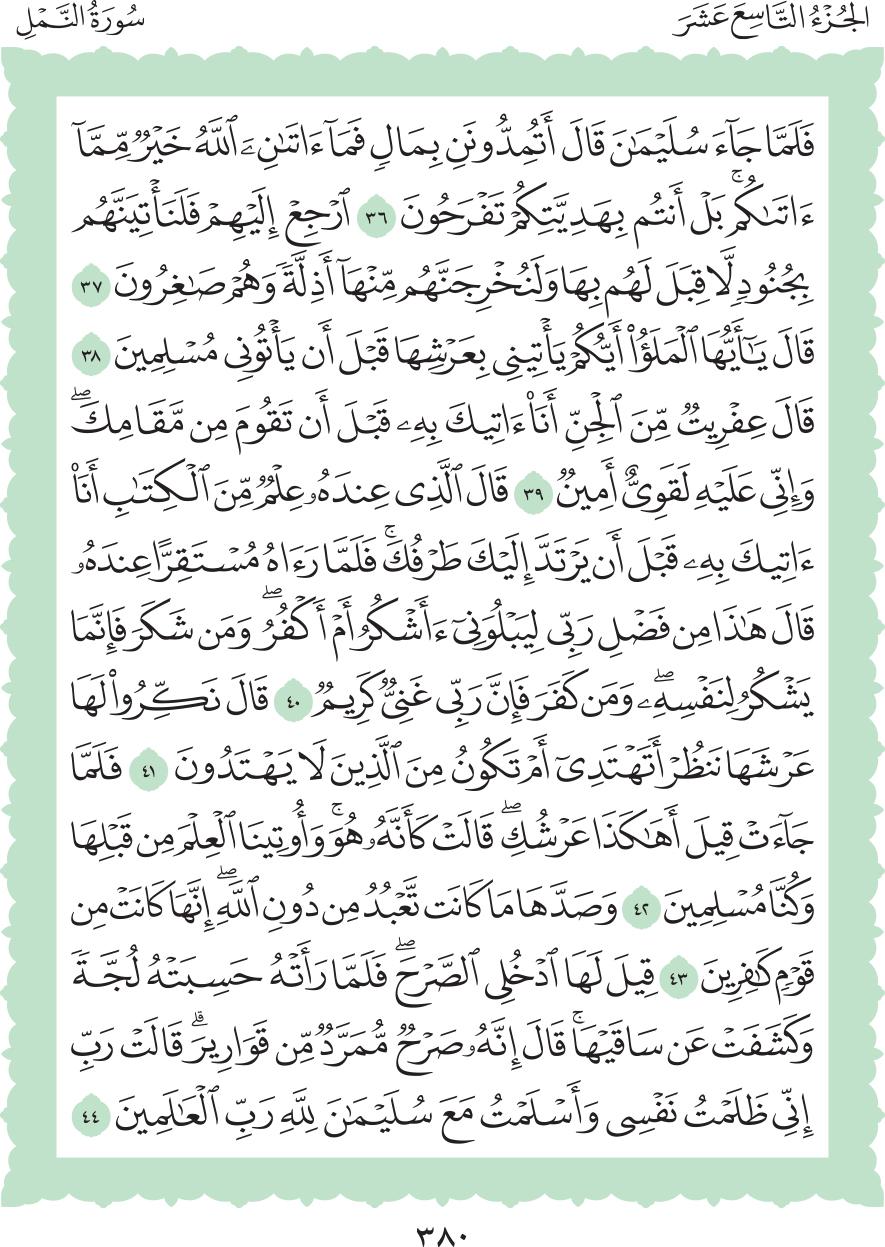 الجُزْءُ التَّاسِعَ عَشَرَ
سُورَةُ النَّمْلِ
فَلَمَّا جَآءَ سُلَيْمَٰنَ قَالَ أَتُمِدُّونَنِ بِمَالٍ فَمَآ ءَاتَىٰنِۦَ ٱللَّهُ خَيْرٌ مِّمَّآ
ءَاتَىٰكُمۚ بَلْ أَنتُم بِهَدِيَّتِكُمْ تَفْرَحُونَ ٣٦ ٱرْجِعْ إِلَيْهِمْ فَلَنَأْتِيَنَّهُم
بِجُنُودٍ لَّا قِبَلَ لَهُم بِهَا وَلَنُخْرِجَنَّهُم مِّنْهَآ أَذِلَّةً وَهُمْ صَٰغِرُونَ ٣٧
قَالَ يَٰٓأَيُّهَا ٱلْمَلَؤُا۟ أَيُّكُمْ يَأْتِينِى بِعَرْشِهَا قَبْلَ أَن يَأْتُونِى مُسْلِمِينَ ٣٨
قَالَ عِفْرِيتٌ مِّنَ ٱلْجِنِّ أَنَا۠ ءَاتِيكَ بِهِۦ قَبْلَ أَن تَقُومَ مِن مَّقَامِكَۖ
وَإِنِّى عَلَيْهِ لَقَوِىٌّ أَمِينٌ ٣٩ قَالَ ٱلَّذِى عِندَهُۥ عِلْمٌ مِّنَ ٱلْكِتَٰبِ أَنَا۠
ءَاتِيكَ بِهِۦ قَبْلَ أَن يَرْتَدَّ إِلَيْكَ طَرْفُكَۚ فَلَمَّا رَءَاهُ مُسْتَقِرًّا عِندَهُۥ
قَالَ هَٰذَا مِن فَضْلِ رَبِّى لِيَبْلُوَنِىٓ ءَأَشْكُرُ أَمْ أَكْفُرُۖ وَمَن شَكَرَ فَإِنَّمَا
يَشْكُرُ لِنَفْسِهِۦۖ وَمَن كَفَرَ فَإِنَّ رَبِّى غَنِىٌّ كَرِيمٌ ٤٠ قَالَ نَكِّرُوا۟ لَهَا
عَرْشَهَا نَنظُرْ أَتَهْتَدِىٓ أَمْ تَكُونُ مِنَ ٱلَّذِينَ لَا يَهْتَدُونَ ٤١ فَلَمَّا
جَآءَتْ قِيلَ أَهَٰكَذَا عَرْشُكِۖ قَالَتْ كَأَنَّهُۥ هُوَۚ وَأُوتِينَا ٱلْعِلْمَ مِن قَبْلِهَا
وَكُنَّا مُسْلِمِينَ ٤٢ وَصَدَّهَا مَا كَانَت تَّعْبُدُ مِن دُونِ ٱللَّهِۖ إِنَّهَا كَانَتْ مِن
قَوْمٍ كَٰفِرِينَ ٤٣ قِيلَ لَهَا ٱدْخُلِى ٱلصَّرْحَۖ فَلَمَّا رَأَتْهُ حَسِبَتْهُ لُجَّةً
وَكَشَفَتْ عَن سَاقَيْهَاۚ قَالَ إِنَّهُۥ صَرْحٌ مُّمَرَّدٌ مِّن قَوَارِيرَۗ قَالَتْ رَبِّ
إِنِّى ظَلَمْتُ نَفْسِى وَأَسْلَمْتُ مَعَ سُلَيْمَٰنَ لِلَّهِ رَبِّ ٱلْعَٰلَمِينَ ٤٤
٣٨٠